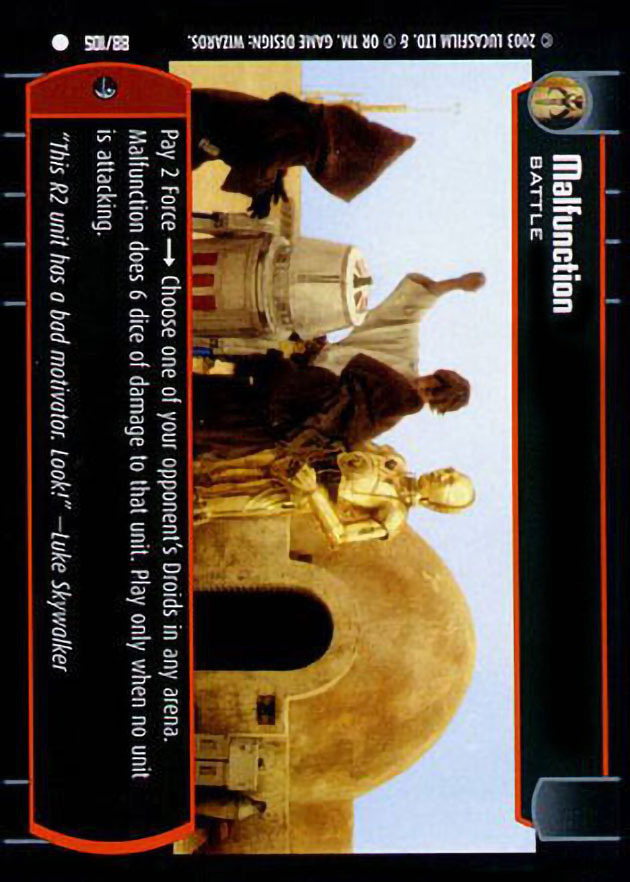 Malfunction
BATTLE
Pay 2 Force → Choose one of your opponent's Droids in any arena.
Malfunction does 6 dice of damage to that unit. Play only when no unit
is attacking.
"This R2 unit has a bad motivator. Look!" –Luke Skywalker
© 2003 LUCASFILM LTD. & ® OR TM. GAME DESIGN: WIZARDS.
88/105